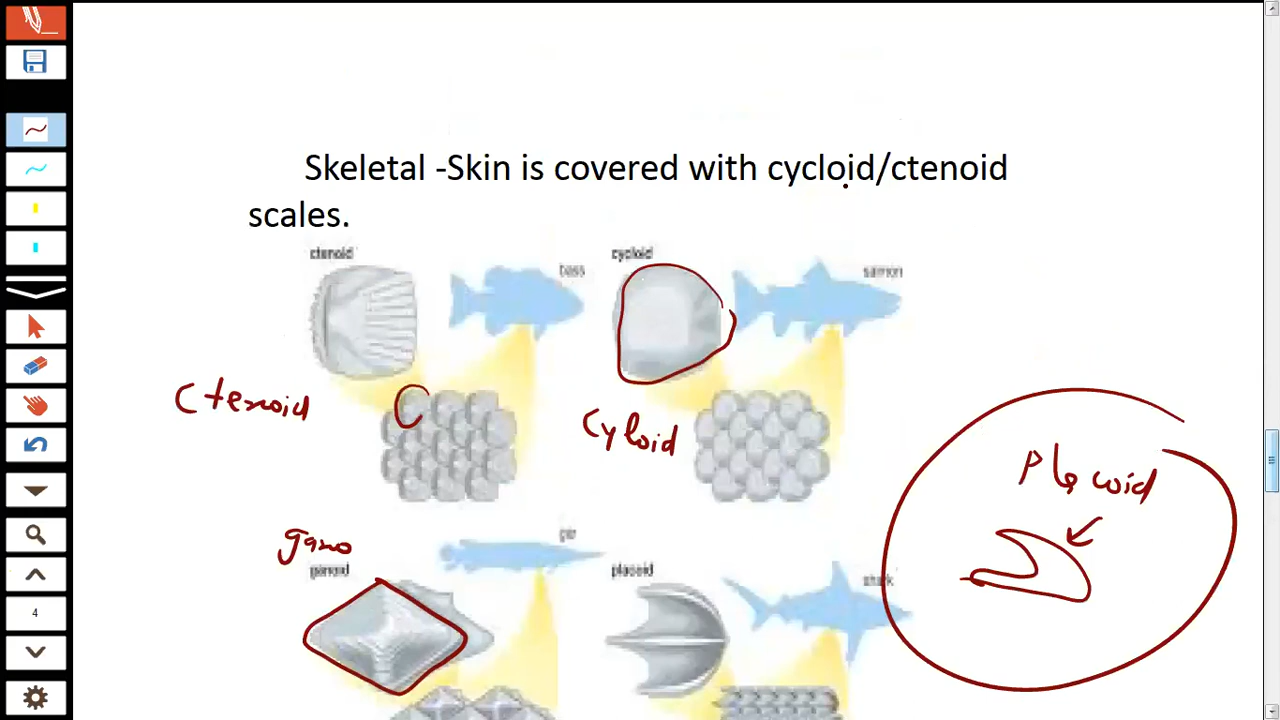 Skeletal -Skin is covered with cycloid/ctenoid
scales.
ctenoid
bass
cycloid
salmon
Ctenoid
Cyloid
Placoid
gano
gar
ganoid
placoid
shark
4